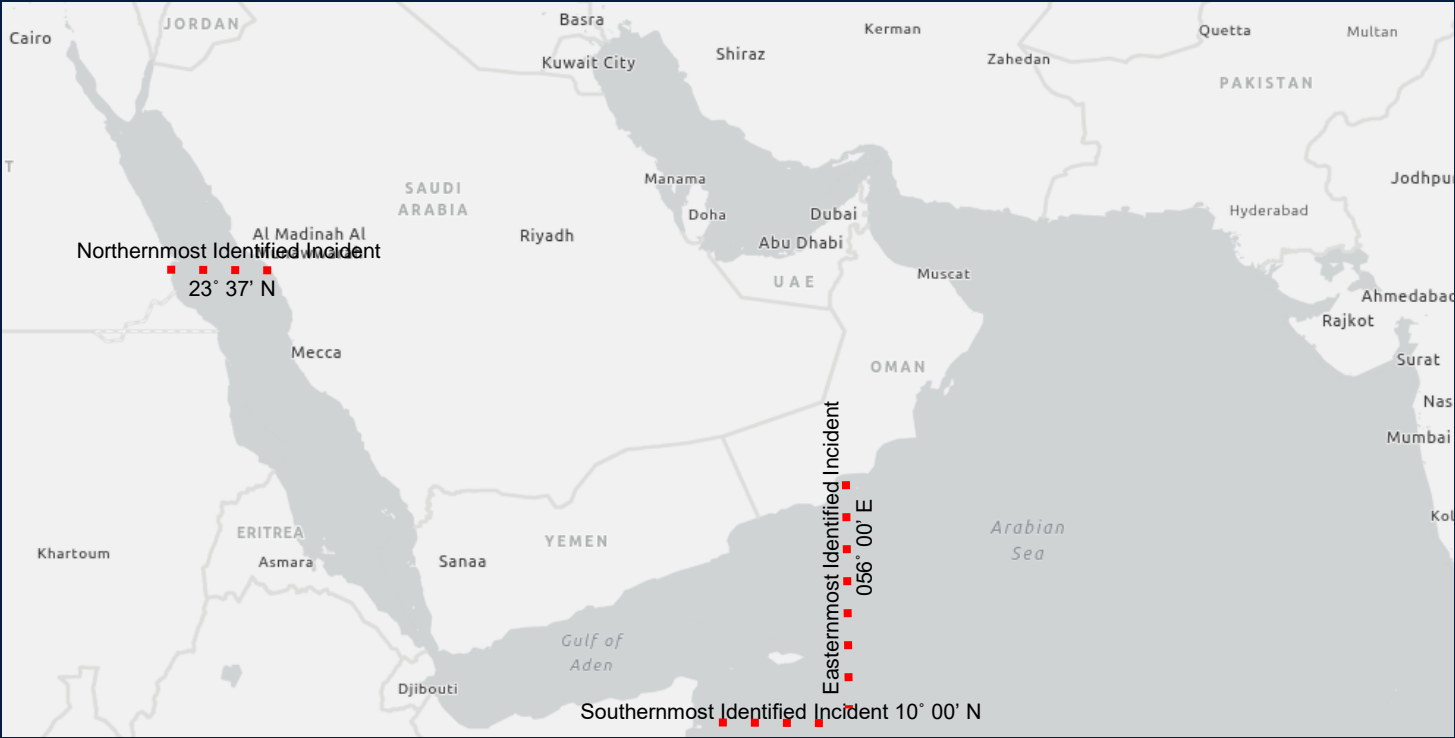 JORDAN
Basra
Cairo
Kerman
Quetta
Multan
Kuwait City
Shiraz
Zahedan
PAKISTAN
T
SAUDI
ARABIA
Manama
Jodhpu
Doha
Dubai
Hyderabad
Al Madinah Al
Munawwarah
Riyadh
Abu Dhabi
Northernmost Identified Incident
23˚ 37’ N
UAE
Muscat
Ahmedabad
Rajkot
Mecca
OMAN
Surat
Nas
Mumbai
Easternmost Identified Incident
056˚ 00’ E
Kol
Arabian
Sea
ERITREA
YEMEN
Khartoum
Asmara
Sanaa
Gulf of
Aden
Djibouti
Southernmost Identified Incident 10˚ 00’ N